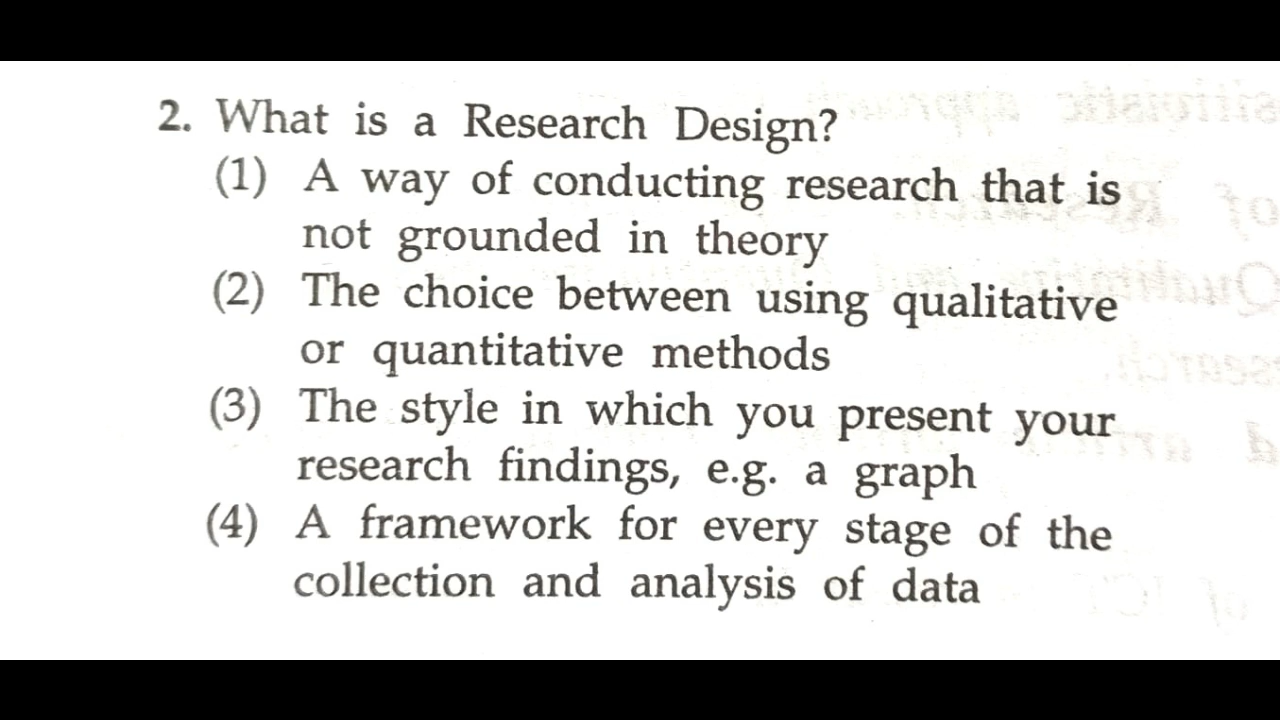 2. What is a Research Design?
(1) A way of conducting research that is
not grounded in theory
(2) The choice between using qualitative
or quantitative methods
(3) The style in which you present your
research findings, e.g. a graph
(4) A framework for every stage of the
collection and analysis of data